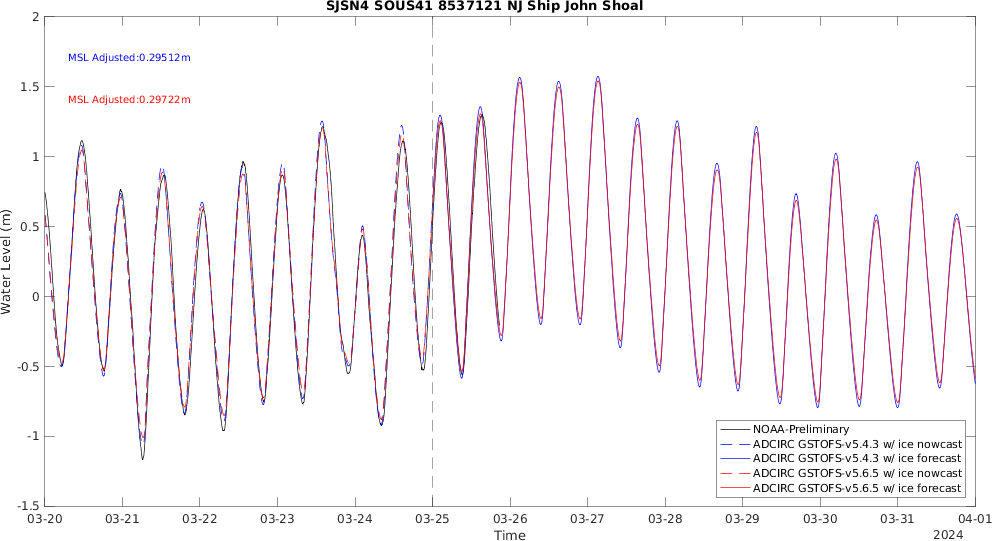 SJSN4 SOUS41 8537121 NJ Ship John Shoal
MSL Adjusted:0.29512m
MSL Adjusted:0.29722m
Water Level (m)
2
1.5
1
0.5
0
-0.5
-1
-1.5
NOAA-Preliminary
ADCIRC GSTOFS-v5.4.3 w/ ice nowcast
ADCIRC GSTOFS-v5.4.3 w/ ice forecast
ADCIRC GSTOFS-v5.6.5 w/ ice nowcast
ADCIRC GSTOFS-v5.6.5 w/ ice forecast
03-20 03-21 03-22 03-23 03-24 03-25 03-26 03-27 03-28 03-29 03-30 03-31 04-01
Time
2024